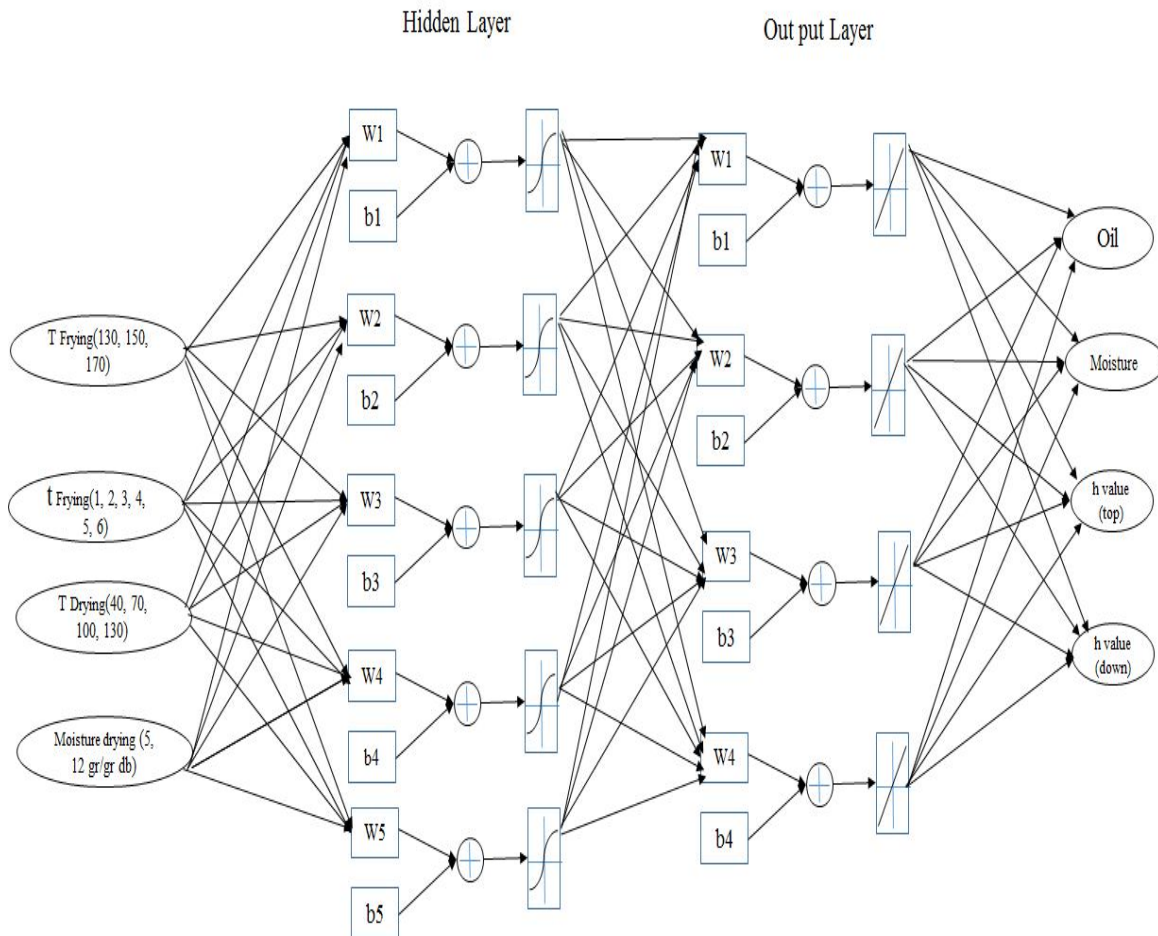 Hidden Layer
Out put Layer
T Frying(130, 150,
170)
t Frying(1, 2, 3, 4,
5, 6)
T Drying(40, 70,
100, 130)
Moisture drying (5,
12 gr/gr db)
W1
b1
W2
b2
W3
b3
W4
b4
W5
b5
W1
b1
W2
b2
W3
b3
W4
b4
Oil
Moisture
h value
(top)
h value
(down)